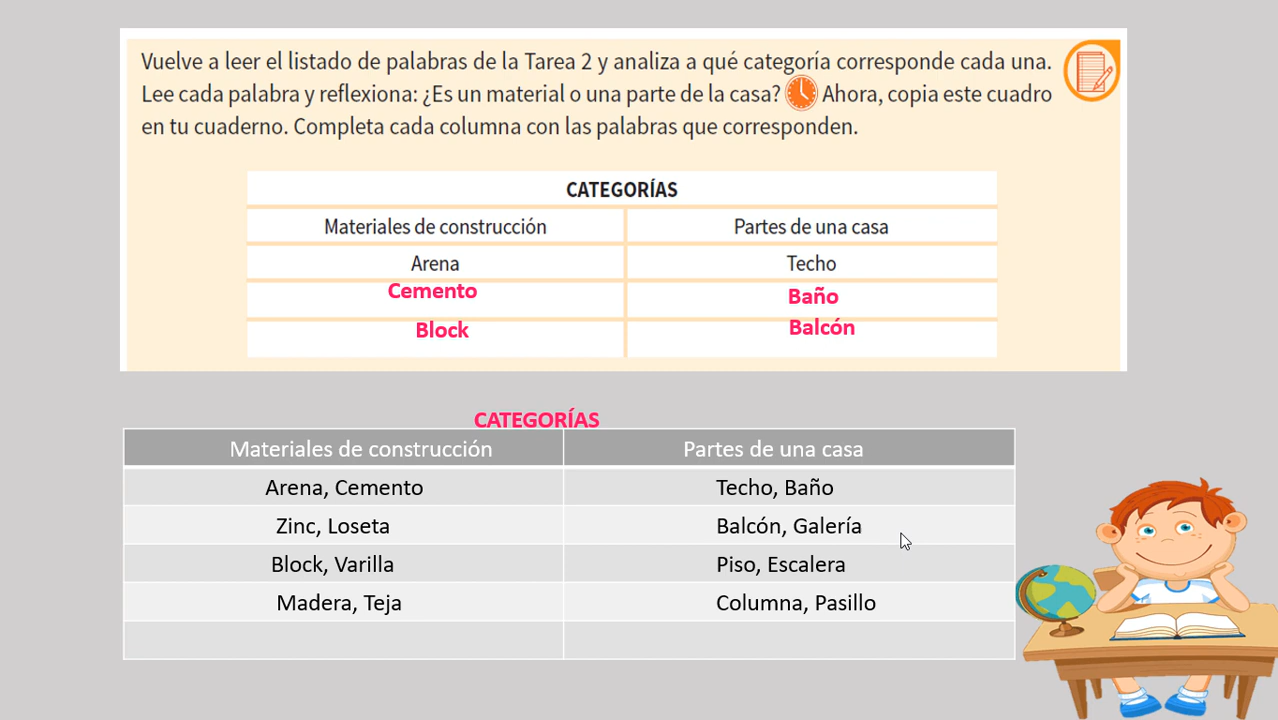 Vuelve a leer el listado de palabras de la Tarea 2 y analiza a qué categoría corresponde cada una.
Lee cada palabra y reflexiona: ¿Es un material o una parte de la casa? Ahora, copia este cuadro
en tu cuaderno. Completa cada columna con las palabras que corresponden.
CATEGORÍAS
Materiales de construcción Partes de una casa
Arena Techo
Cemento Baño
Block Balcón
CATEGORÍAS
Materiales de construcción Partes de una casa
Arena, Cemento Techo, Baño
Zinc, Loseta Balcón, Galería
Block, Varilla Piso, Escalera
Madera, Teja Columna, Pasillo